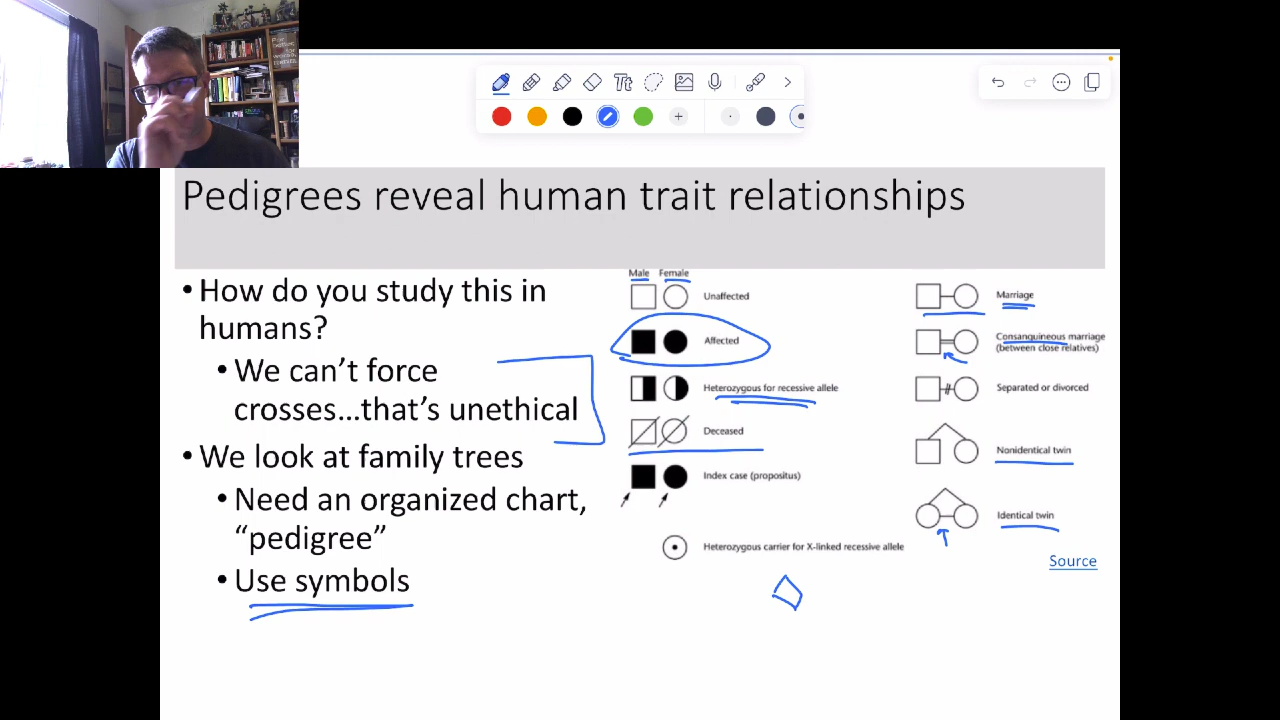 Tt
Pedigrees reveal human trait relationships
• How do you study this in
humans?
• We can't force
crosses...that's unethical
• We look at family trees
• Need an organized chart,
"pedigree"
• Use symbols
Male Female
Unaffected
Affected
Heterozygous for recessive allele
Deceased
Index case (propositus)
Heterozygous carrier for X-linked recessive allele
Marriage
Consanguineous marriage
(between close relatives)
Separated or divorced
Nonidentical twin
Identical twin
Source